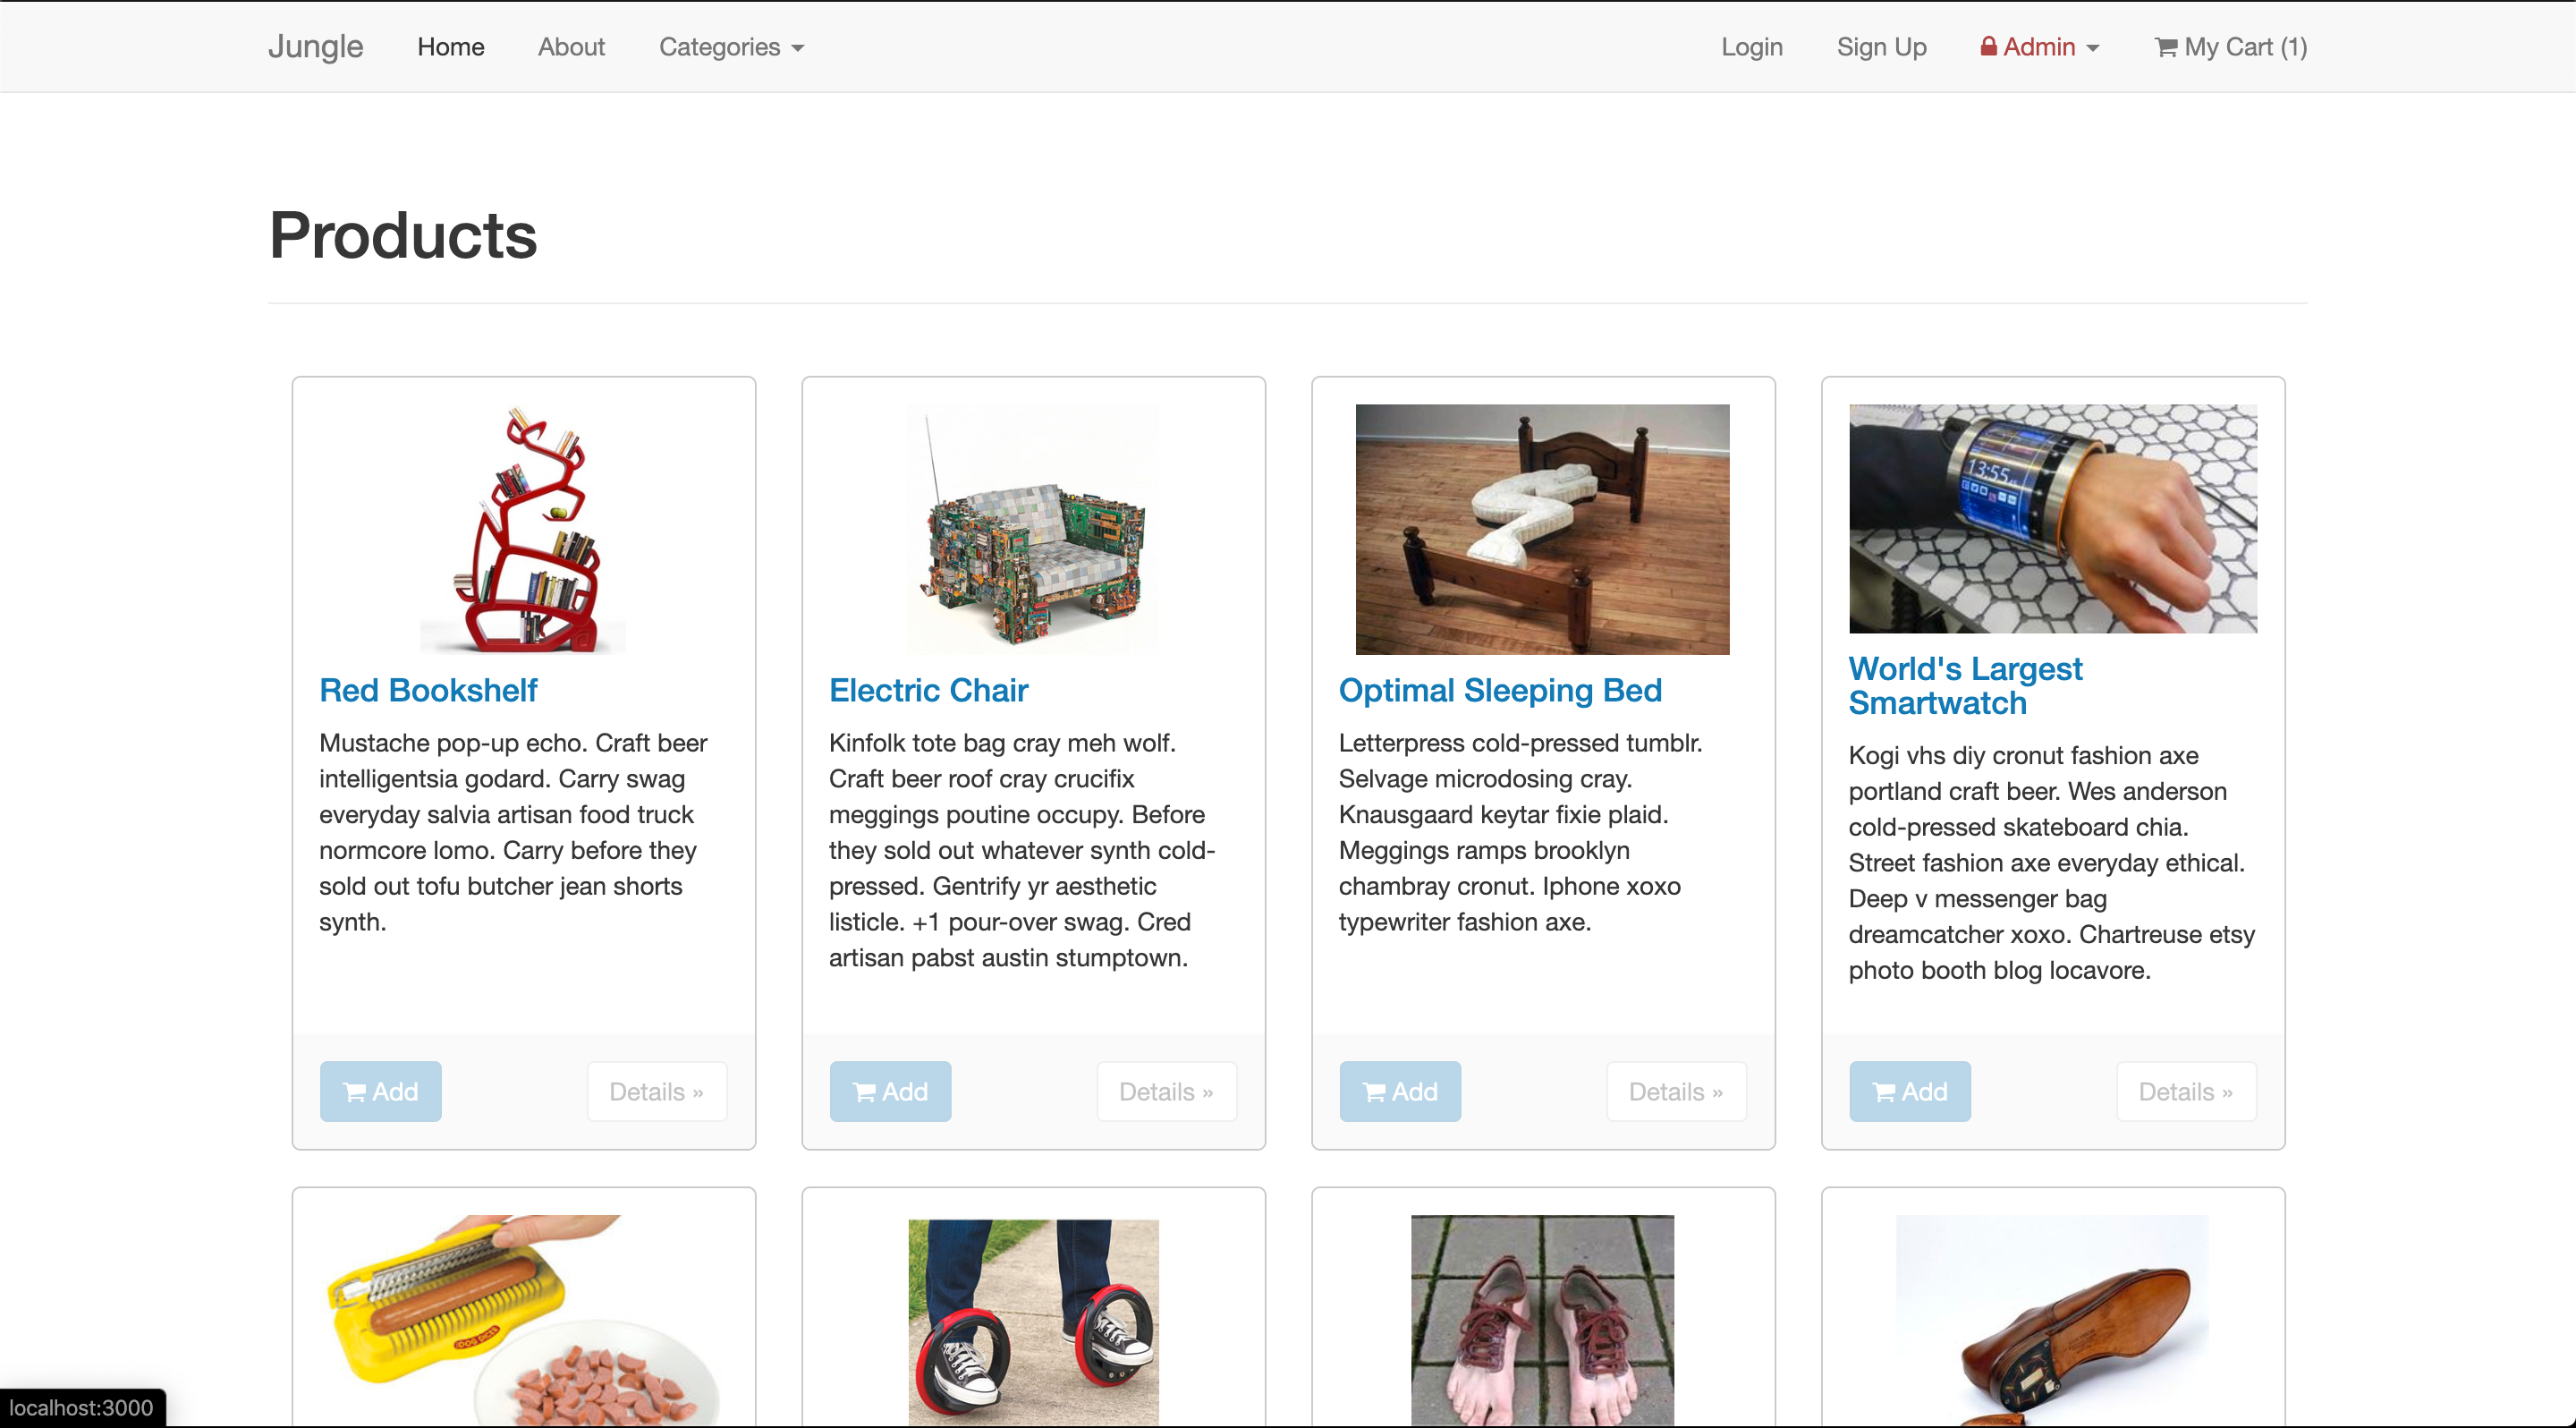 Jungle Home About Categories Login Sign Up Admin My Cart (1)
Products
13:55
Red Bookshelf
Mustache pop-up echo. Craft beer
intelligentsia godard. Carry swag
everyday salvia artisan food truck
normcore lomo. Carry before they
sold out tofu butcher jean shorts
synth.
Add Details »
Electric Chair
Kinfolk tote bag cray meh wolf.
Craft beer roof cray crucifix
meggings poutine occupy. Before
they sold out whatever synth cold-
pressed. Gentrify yr aesthetic
listicle. +1 pour-over swag. Cred
artisan pabst austin stumptown.
Add Details »
Optimal Sleeping Bed
Letterpress cold-pressed tumblr.
Selvage microdosing cray.
Knausgaard keytar fixie plaid.
Meggings ramps brooklyn
chambray cronut. Iphone xoxo
typewriter fashion axe.
Add Details »
World's Largest
Smartwatch
Kogi vhs diy cronut fashion axe
portland craft beer. Wes anderson
cold-pressed skateboard chia.
Street fashion axe everyday ethical.
Deep v messenger bag
dreamcatcher xoxo. Chartreuse etsy
photo booth blog locavore.
Add Details »
localhost:3000